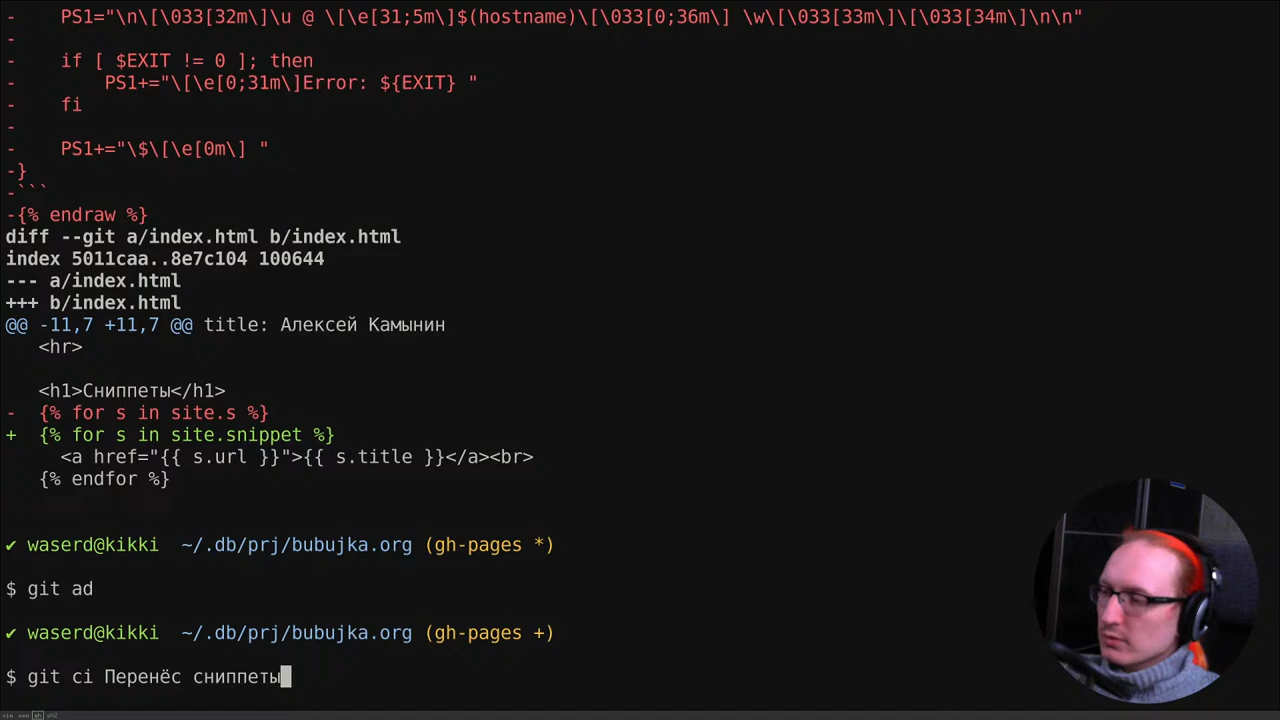 -    PS1="\n\[\033[32m\]\u @ \[\e[31;5m\]$(hostname)\[\033[0;36m\] \w\[\033[33m\]\[\033[34m\]\n\n"
-
-    if [ $EXIT != 0 ]; then
-        PS1+="\[\e[0;31m\]Error: ${EXIT} "
-    fi
-
-    PS1+="\$\[\e[0m\] "
-}
-```
-{% endraw %}
diff --git a/index.html b/index.html
index 5011caa..8e7c104 100644
--- a/index.html
+++ b/index.html
@@ -11,7 +11,7 @@ title: Алексей Камынин
   <hr>
   <h1>Сниппеты</h1>
-  {% for s in site.s %}
+  {% for s in site.snippet %}
     <a href="{{ s.url }}">{{ s.title }}</a><br>
   {% endfor %}
✔ waserd@kikki  ~/.db/prj/bubujka.org (gh-pages *)
$ git ad
✔ waserd@kikki  ~/.db/prj/bubujka.org (gh-pages +)
$ git ci Перенёс сниппеты